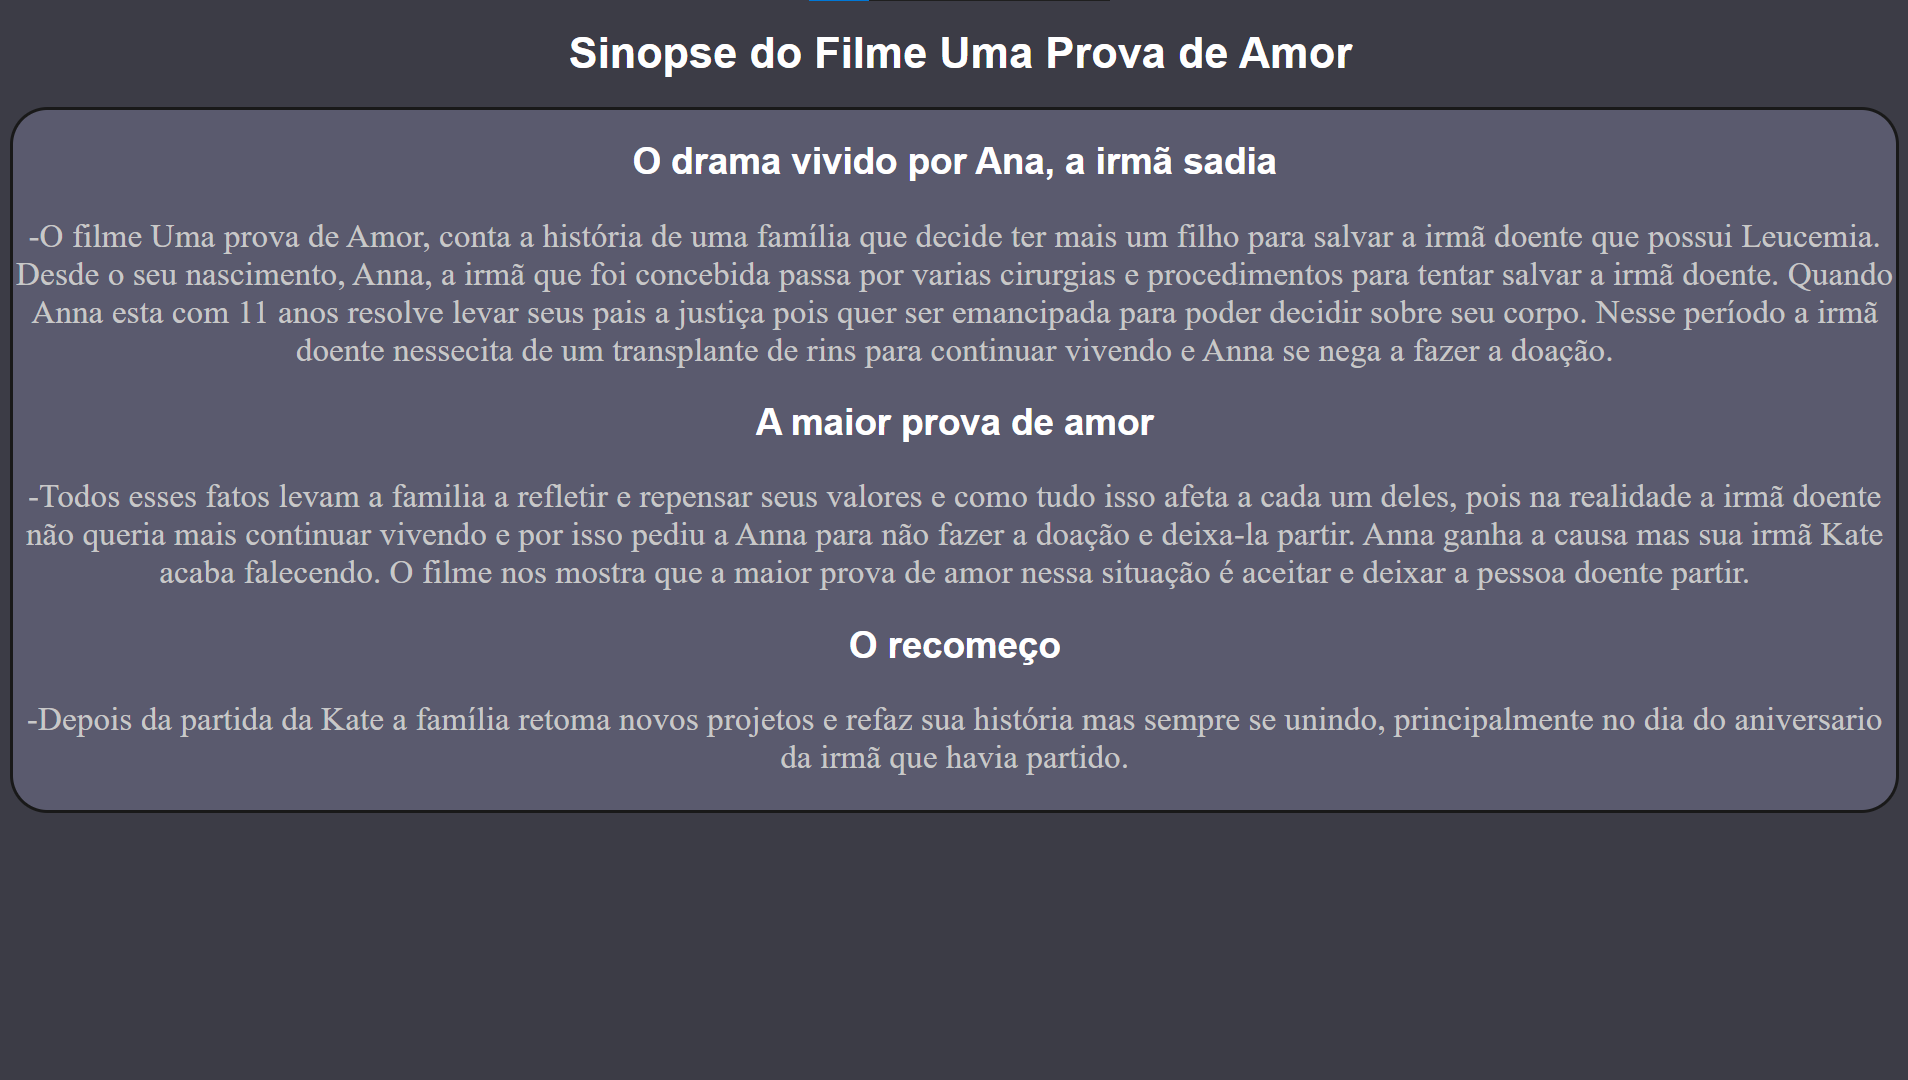 Sinopse do Filme Uma Prova de Amor
O drama vivido por Ana, a irmã sadia
-O filme Uma prova de Amor, conta a história de uma família que decide ter mais um filho para salvar a irmã doente que possui Leucemia.
Desde o seu nascimento, Anna, a irmã que foi concebida passa por varias cirurgias e procedimentos para tentar salvar a irmã doente. Quando
Anna esta com 11 anos resolve levar seus pais a justiça pois quer ser emancipada para poder decidir sobre seu corpo. Nesse período a irmã
doente nessecita de um transplante de rins para continuar vivendo e Anna se nega a fazer a doação.
A maior prova de amor
-Todos esses fatos levam a familia a refletir e repensar seus valores e como tudo isso afeta a cada um deles, pois na realidade a irmã doente
não queria mais continuar vivendo e por isso pediu a Anna para não fazer a doação e deixa-la partir. Anna ganha a causa mas sua irmã Kate
acaba falecendo. O filme nos mostra que a maior prova de amor nessa situação é aceitar e deixar a pessoa doente partir.
O recomeço
-Depois da partida da Kate a família retoma novos projetos e refaz sua história mas sempre se unindo, principalmente no dia do aniversario
da irmã que havia partido.